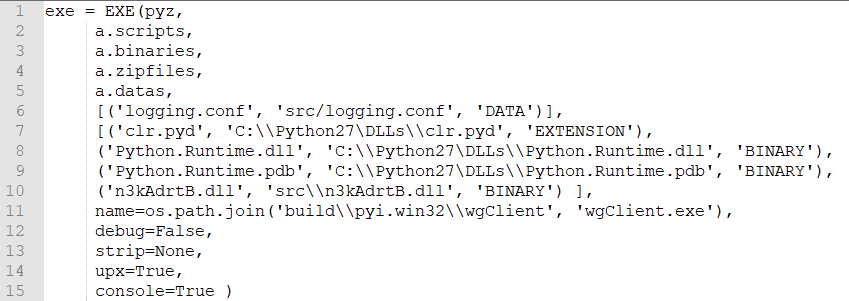 1 exe = EXE(pyz,
2 a.scripts,
3 a.binaries,
4 a.zipfiles,
5 a.datas,
6 [('logging.conf', 'src/logging.conf', 'DATA')],
7 [('clr.pyd', 'C:\\Python27\DLLs\\clr.pyd', 'EXTENSION'),
8 ('Python.Runtime.dll', 'C:\\Python27\DLLs\\Python.Runtime.dll', 'BINARY'),
9 ('Python.Runtime.pdb', 'C:\\Python27\DLLs\\Python.Runtime.pdb', 'BINARY'),
10 ('n3kAdrtB.dll', 'src\\n3kAdrtB.dll', 'BINARY') ],
11 name=os.path.join('build\\pyi.win32\\wgClient', 'wgClient.exe'),
12 debug=False,
13 strip=None,
14 upx=True,
15 console=True )